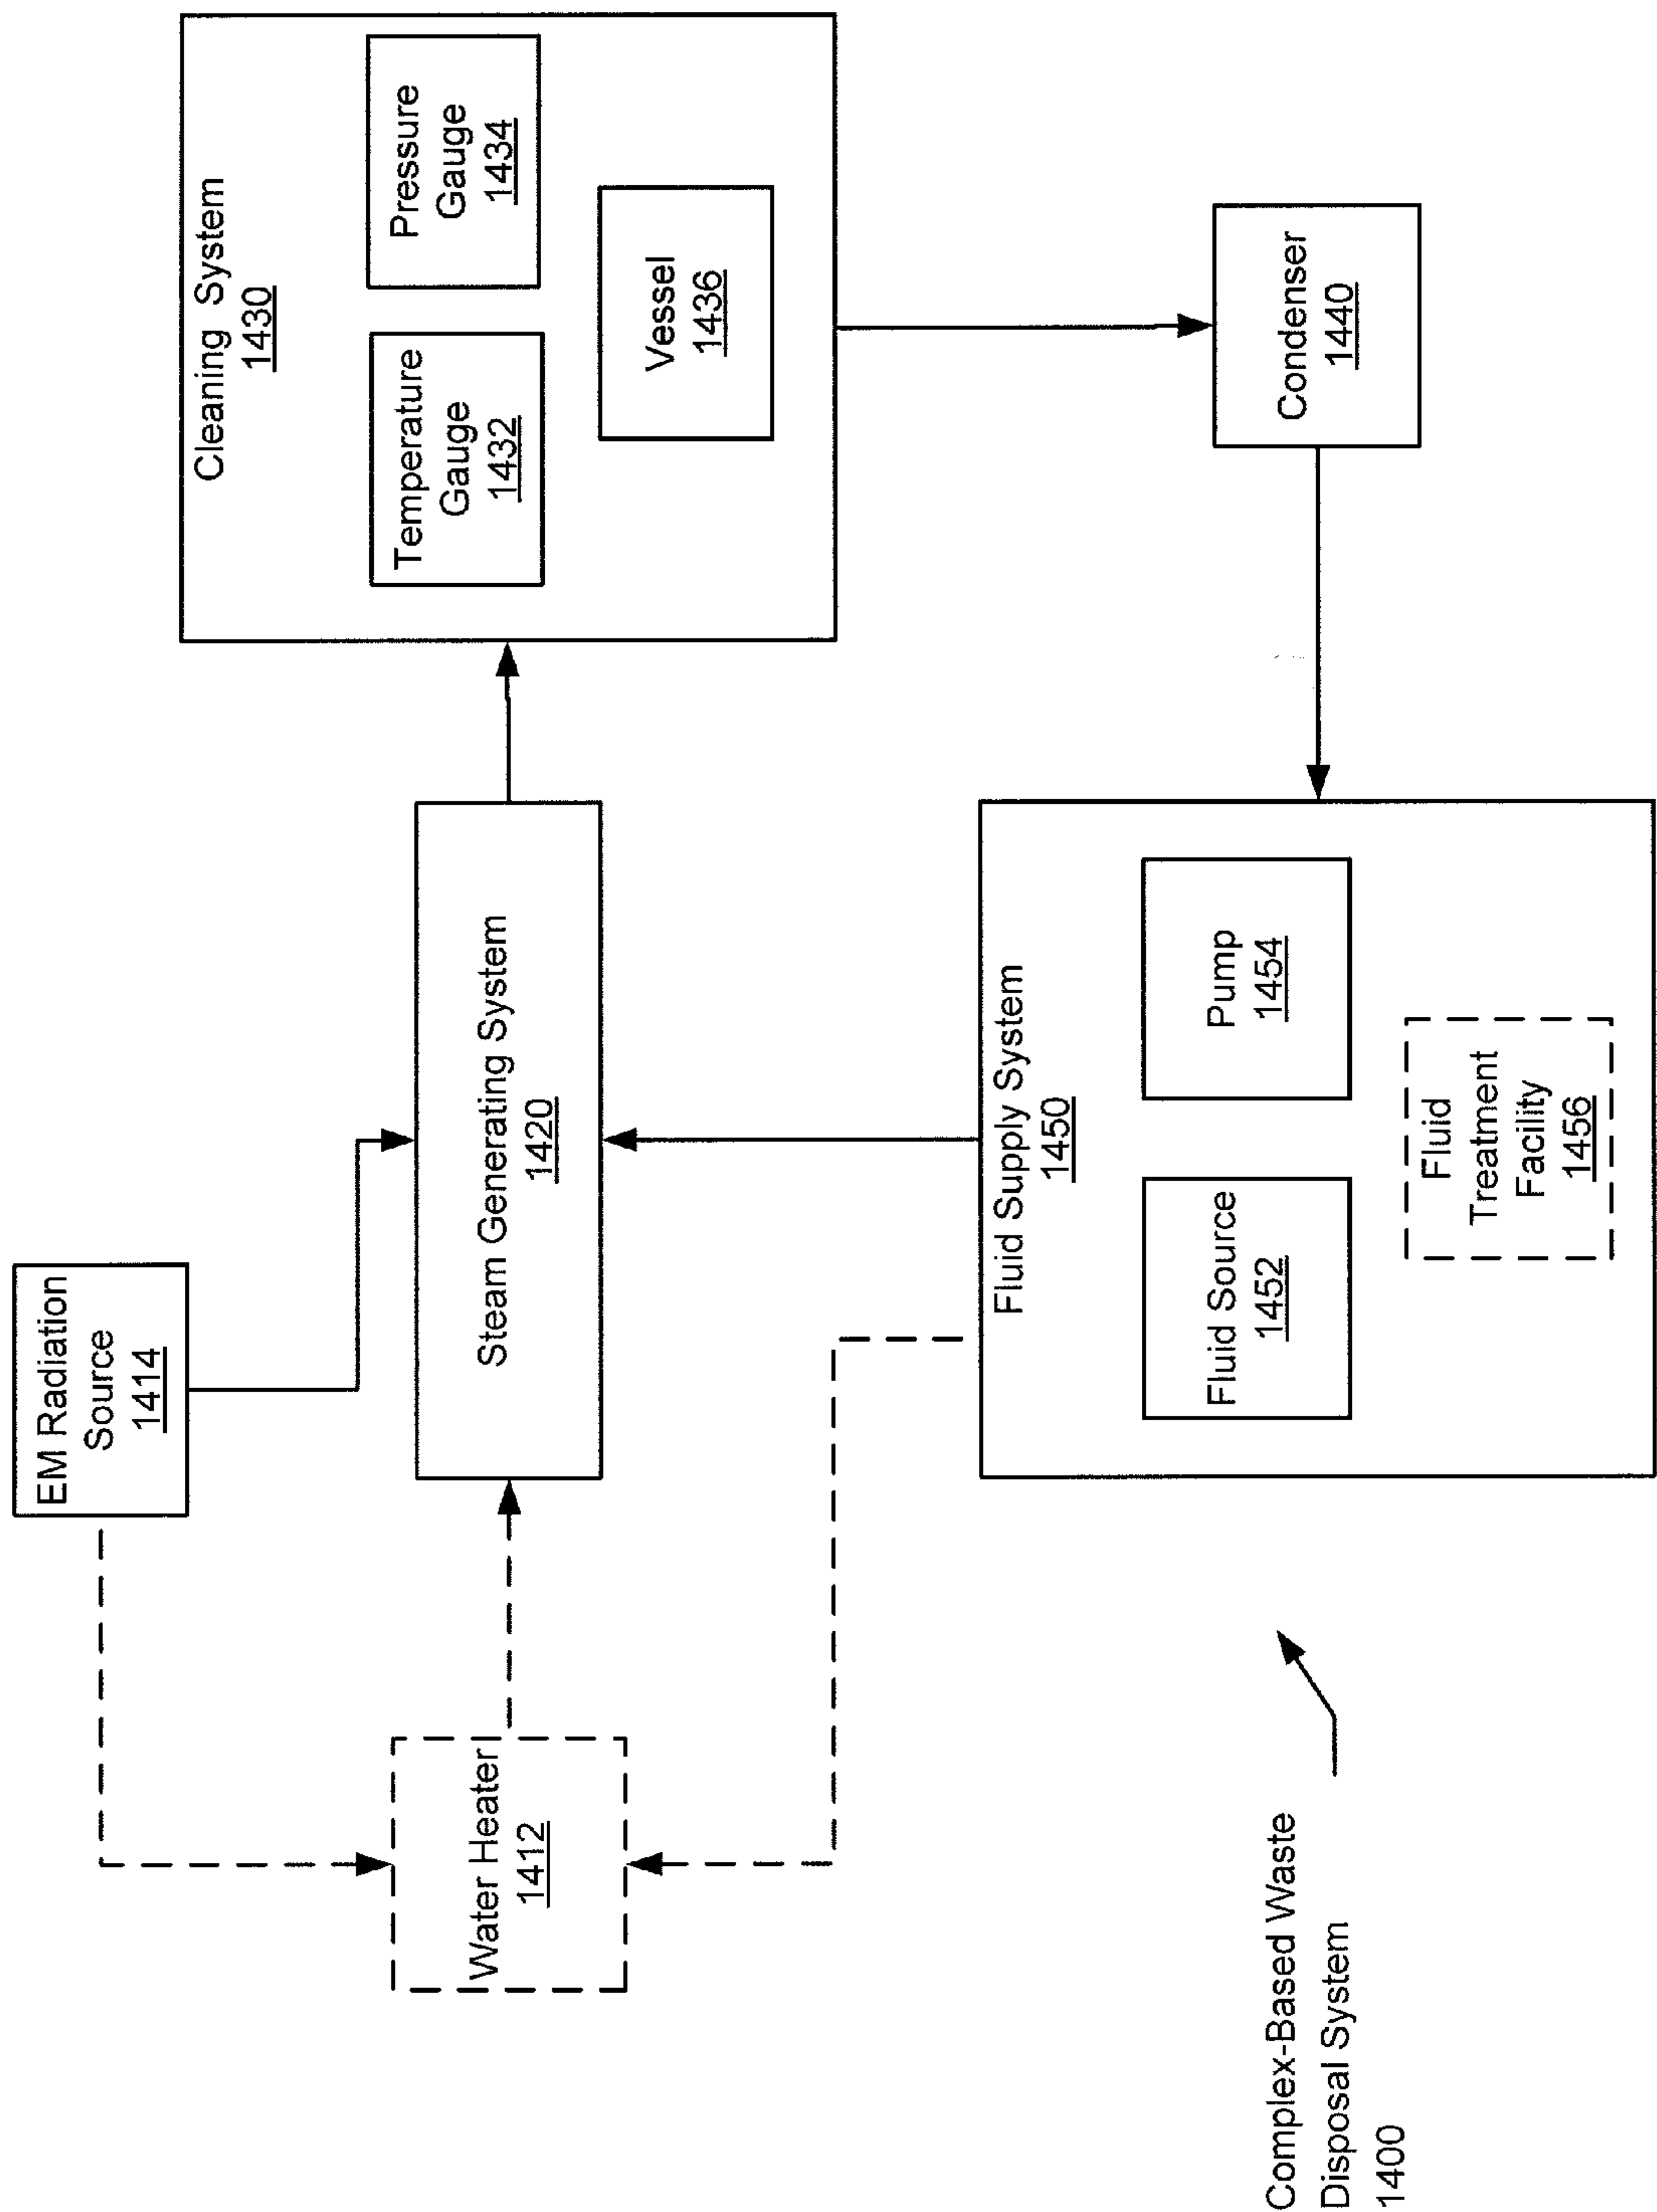 EM Radiation
Source
1414
Water Heater
1412
Steam Generating System
1420
Cleaning System
1430
Temperature
Gauge
1432
Pressure
Gauge
1434
Vessel
1436
Condenser
1440
Fluid Supply System
1450
Fluid Source
1452
Pump
1454
Fluid
Treatment
Facility
1456
Complex-Based Waste
Disposal System
1400